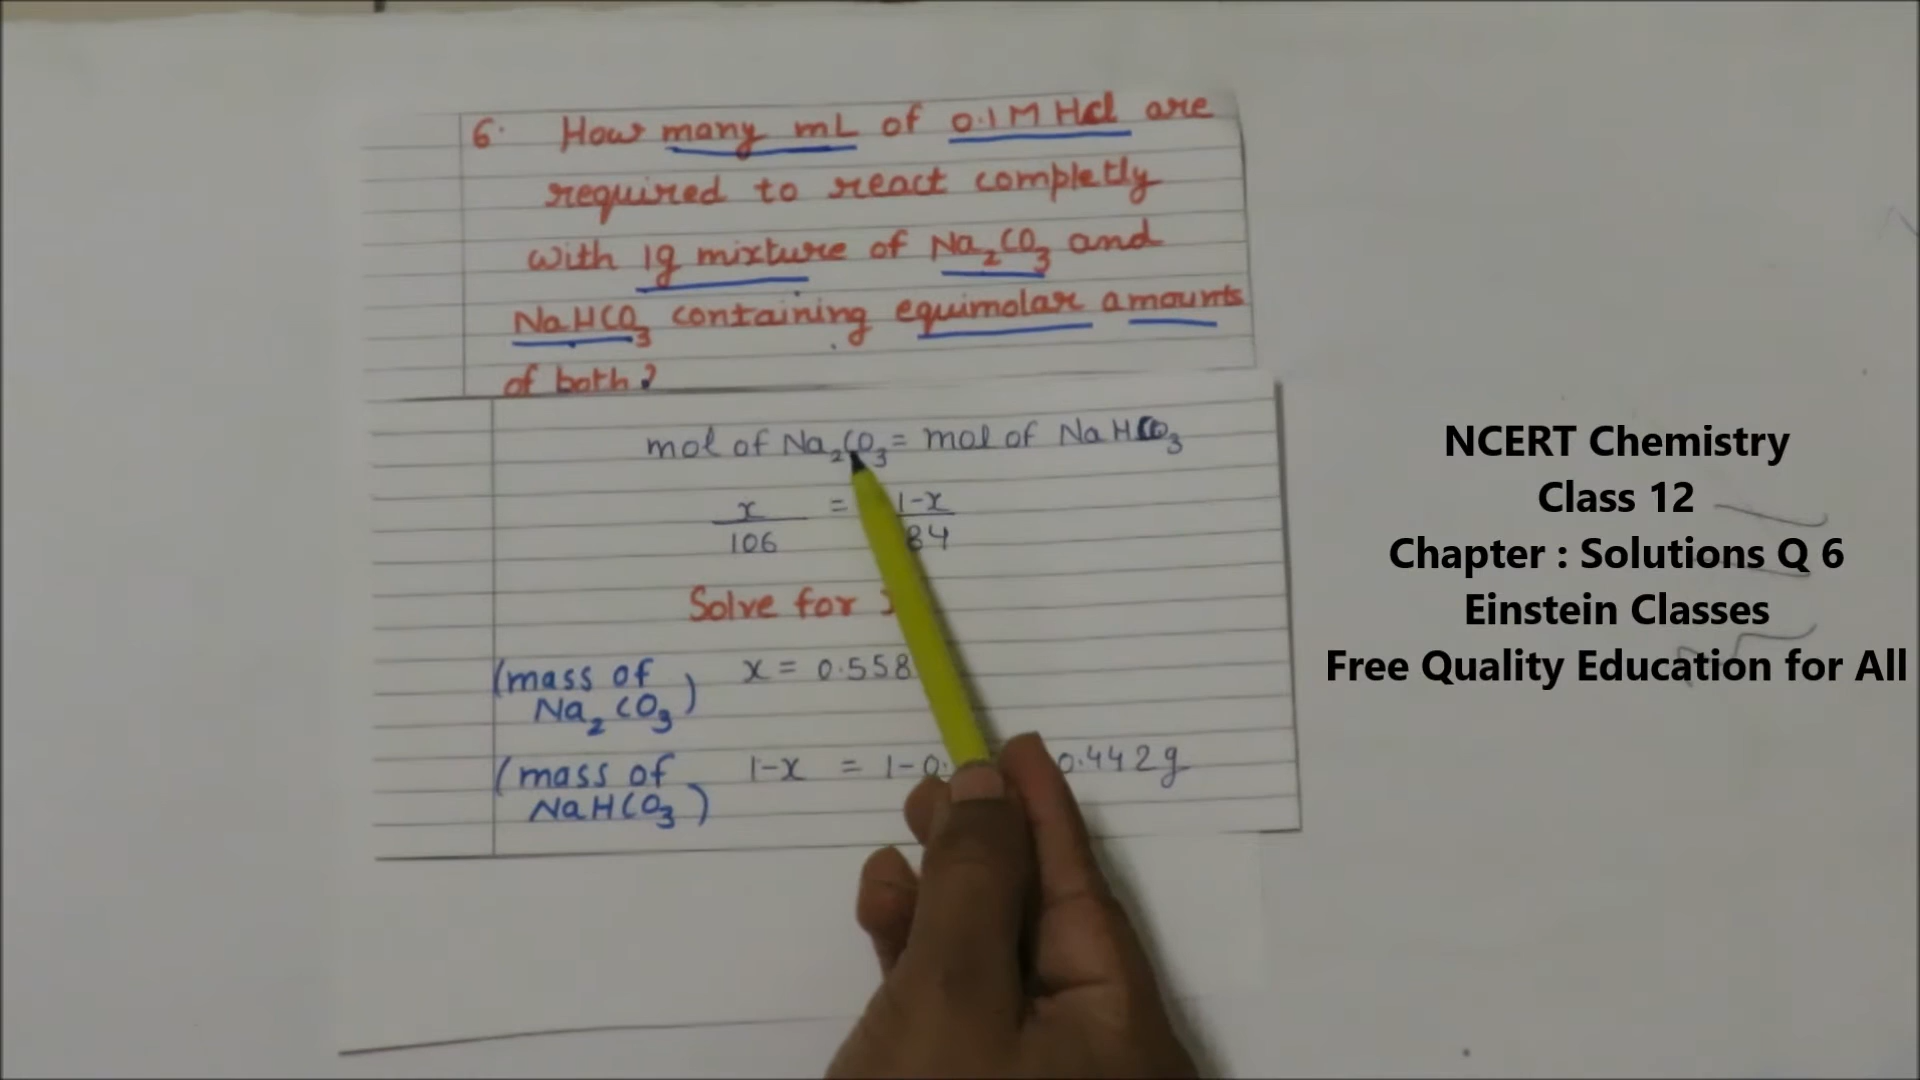 6. How many mL of 0.1M HCl are
required to react completly
with 1g mixture of Na₂CO₃ and
NaHCO₃ containing equimolar amounts
of both?
mol of Na₂CO₃ = mol of NaHCO₃
x = 1-x
106 84
Solve for
(mass of Na₂CO₃) x = 0.558
(mass of NaHCO₃) 1-x = 1-0. 0.442g
NCERT Chemistry
Class 12
Chapter : Solutions Q 6
Einstein Classes
Free Quality Education for All